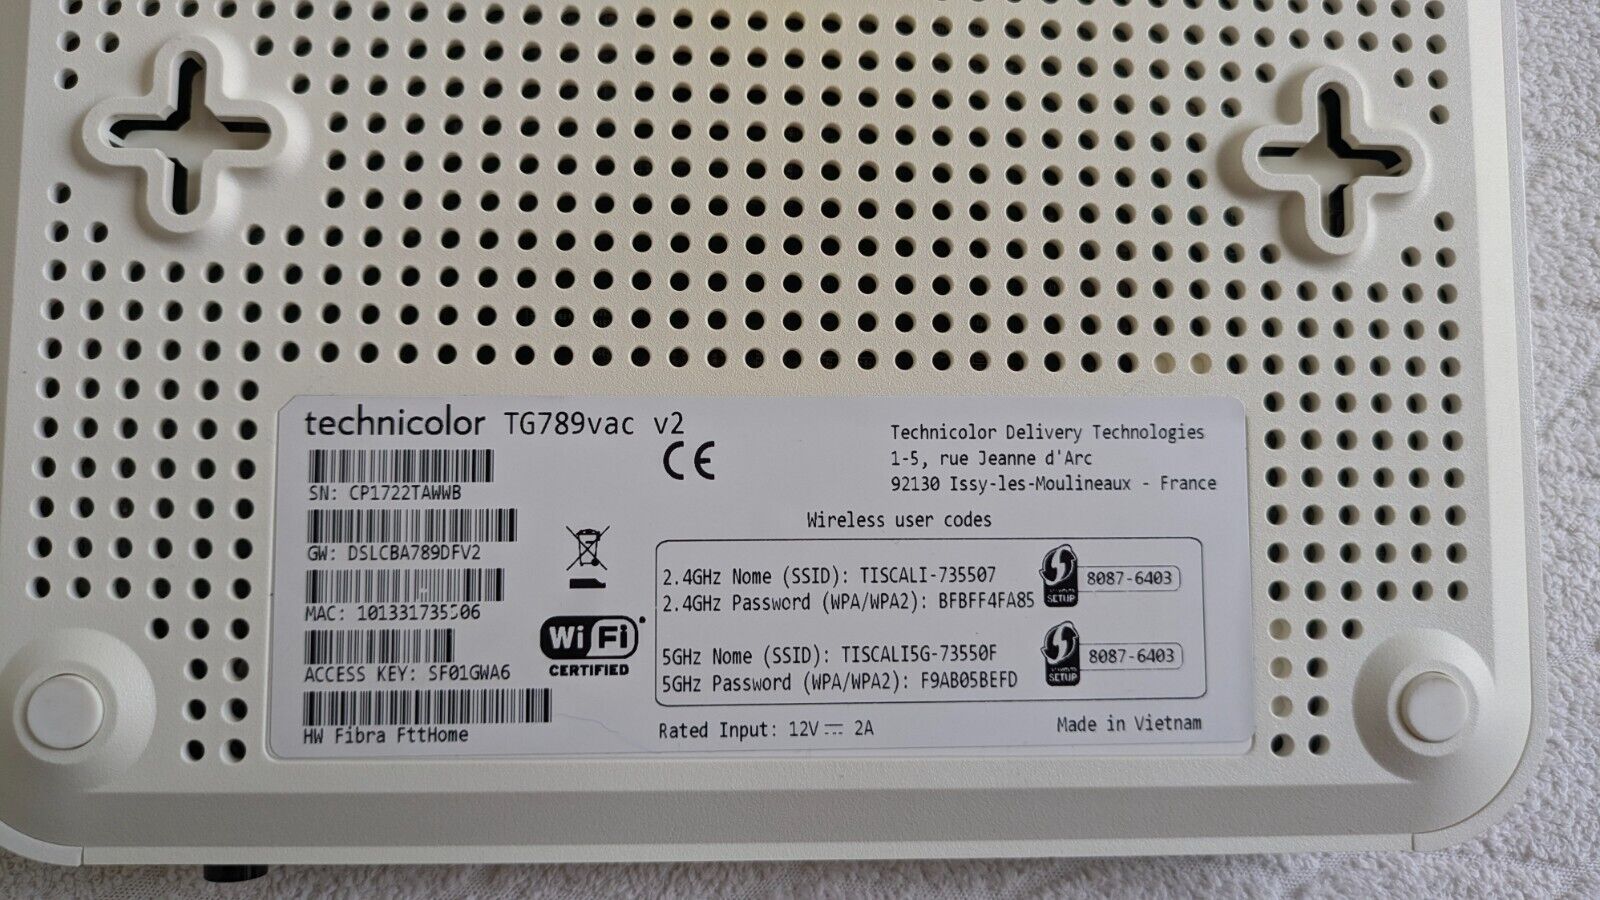 technicolor TG789vac v2
SN: CP1722TAWWB
GW: DSLCBA789DFV2
MAC: 101331735506
ACCESS KEY: SF01GWA6
HW Fibra FttHome
CE
Wi Fi
CERTIFIED
Technicolor Delivery Technologies
1-5, rue Jeanne d'Arc
92130 Issy-les-Moulineaux - France
Wireless user codes
2.4GHz Nome (SSID): TISCALI-735507
2.4GHz Password (WPA/WPA2): BFBFF4FA85
SETUP
8087-6403
5GHz Nome (SSID): TISCALI5G-73550F
5GHz Password (WPA/WPA2): F9AB05BEFD
SETUP
8087-6403
Rated Input: 12V ⎓ 2A
Made in Vietnam